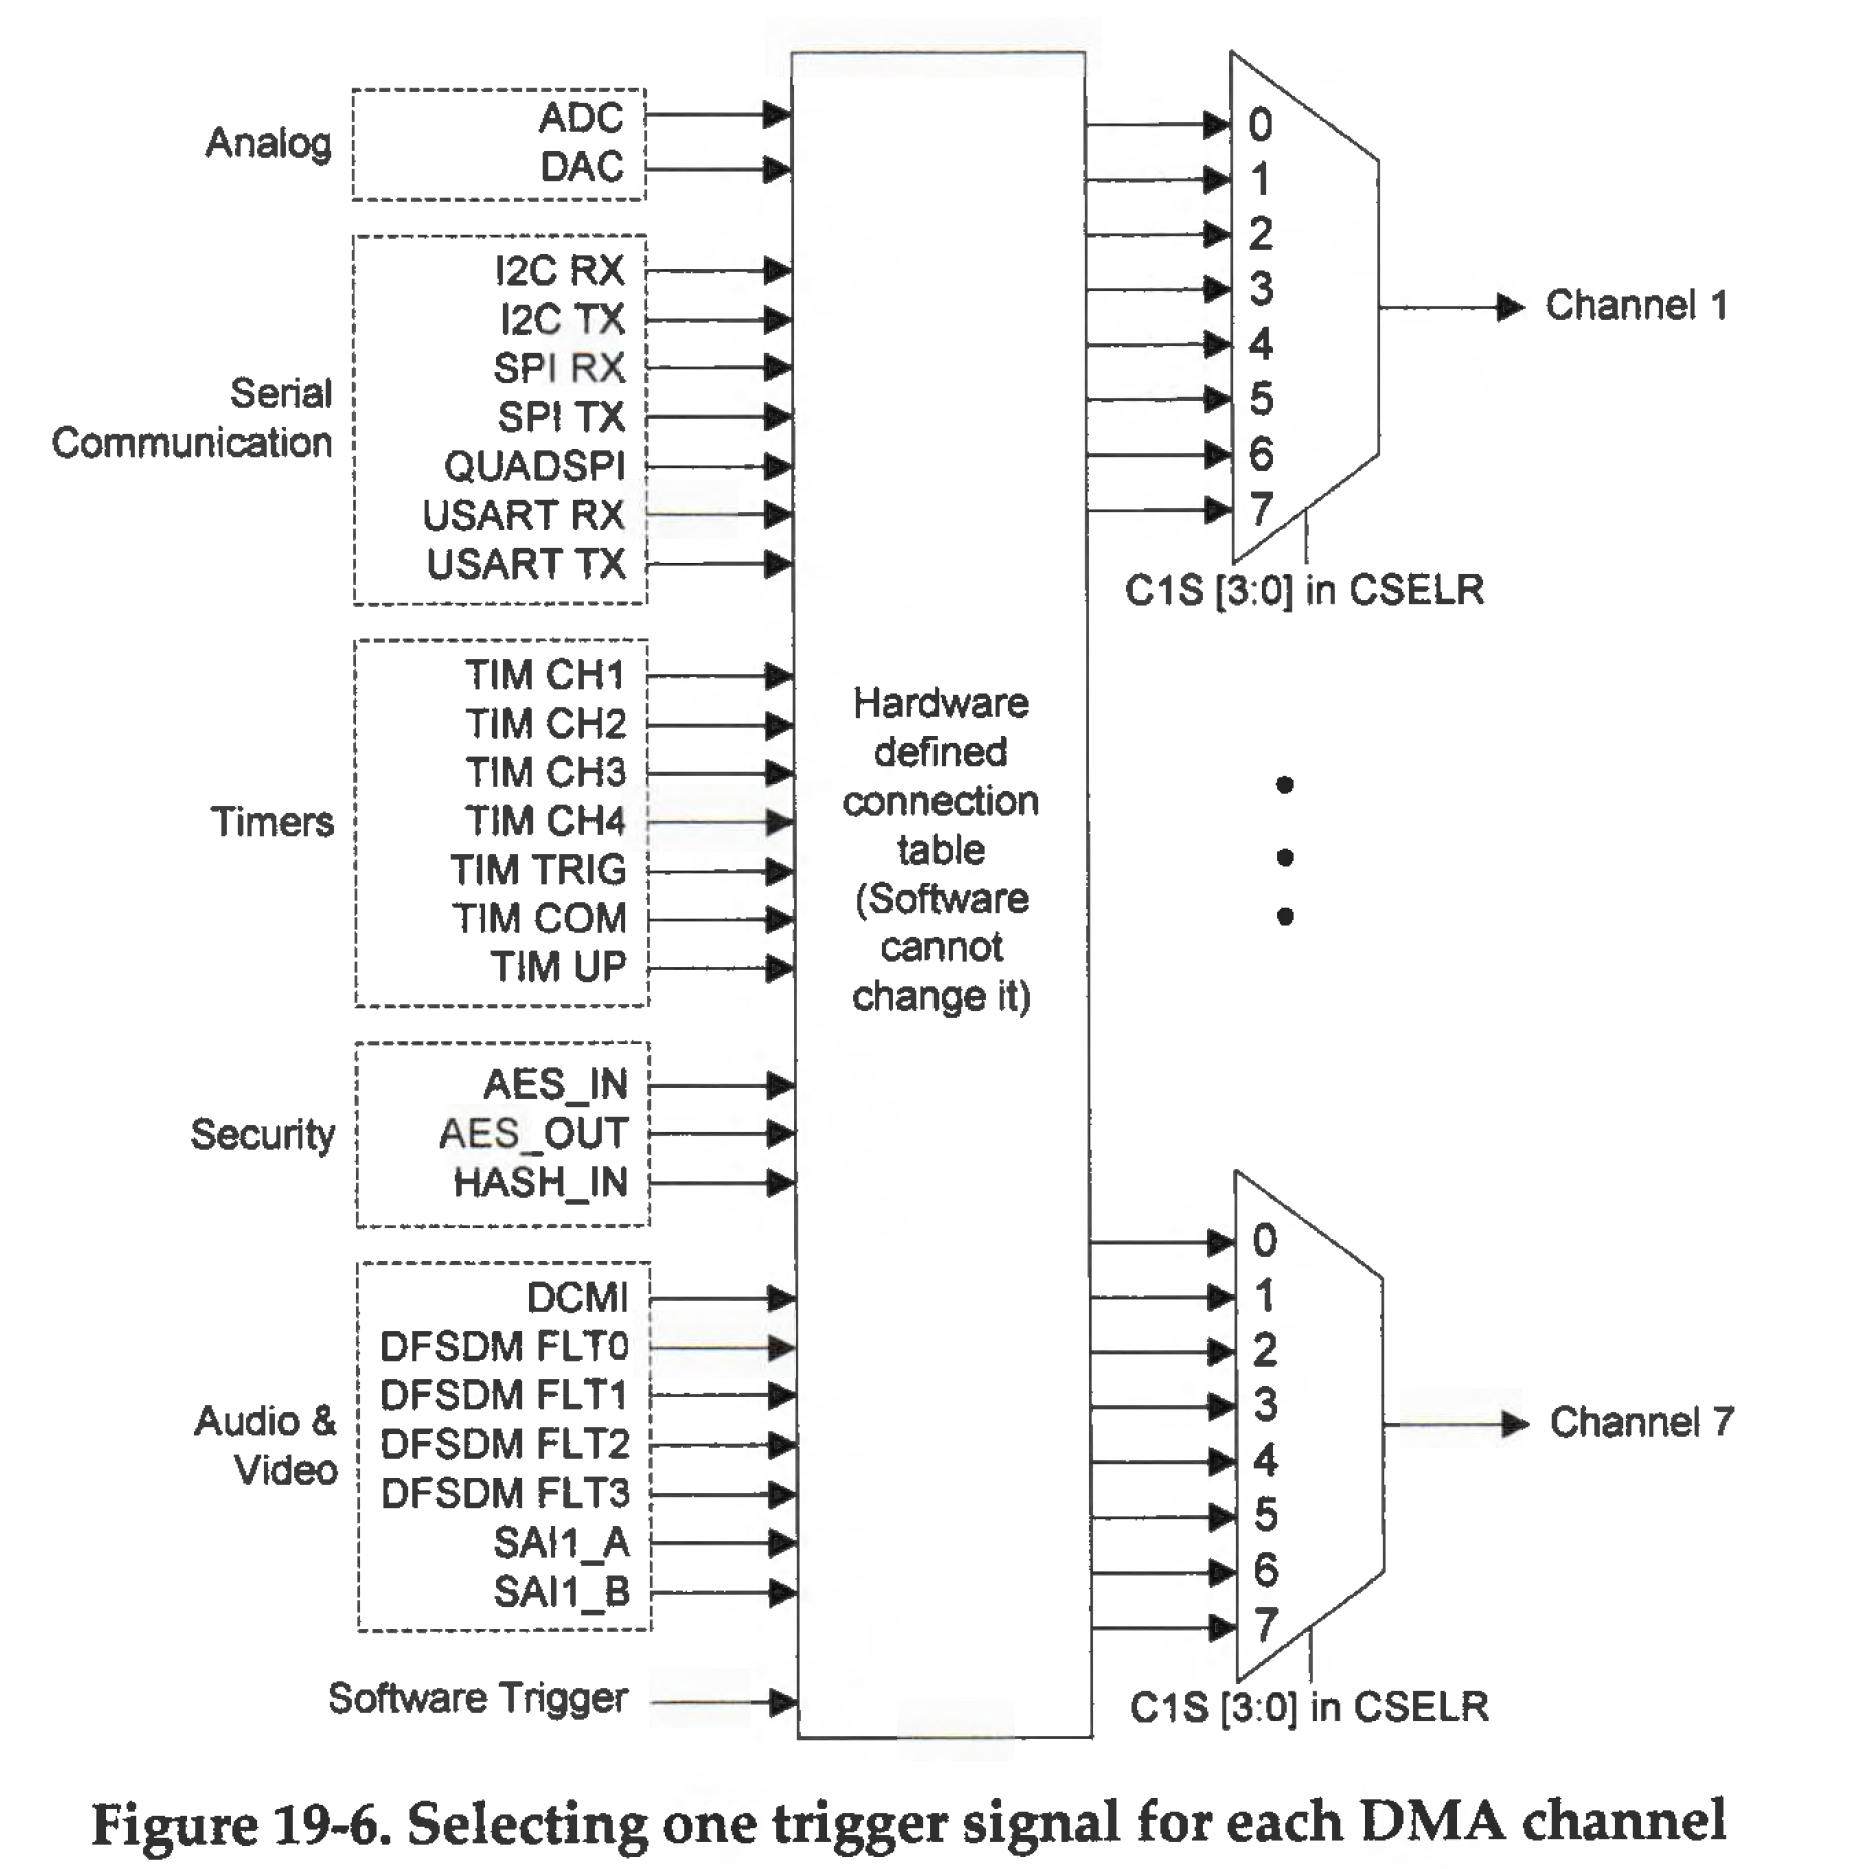 Analog
ADC
DAC
Serial
Communication
I2C RX
I2C TX
SPI RX
SPI TX
QUADSPI
USART RX
USART TX
Timers
TIM CH1
TIM CH2
TIM CH3
TIM CH4
TIM TRIG
TIM COM
TIM UP
Security
AES_IN
AES_OUT
HASH_IN
Audio &
Video
DCMI
DFSDM FLT0
DFSDM FLT1
DFSDM FLT2
DFSDM FLT3
SAI1_A
SAI1_B
Software Trigger
Hardware
defined
connection
table
(Software
cannot
change it)
0
1
2
3
4
5
6
7
Channel 1
C1S [3:0] in CSELR
0
1
2
3
4
5
6
7
Channel 7
C1S [3:0] in CSELR
Figure 19-6. Selecting one trigger signal for each DMA channel